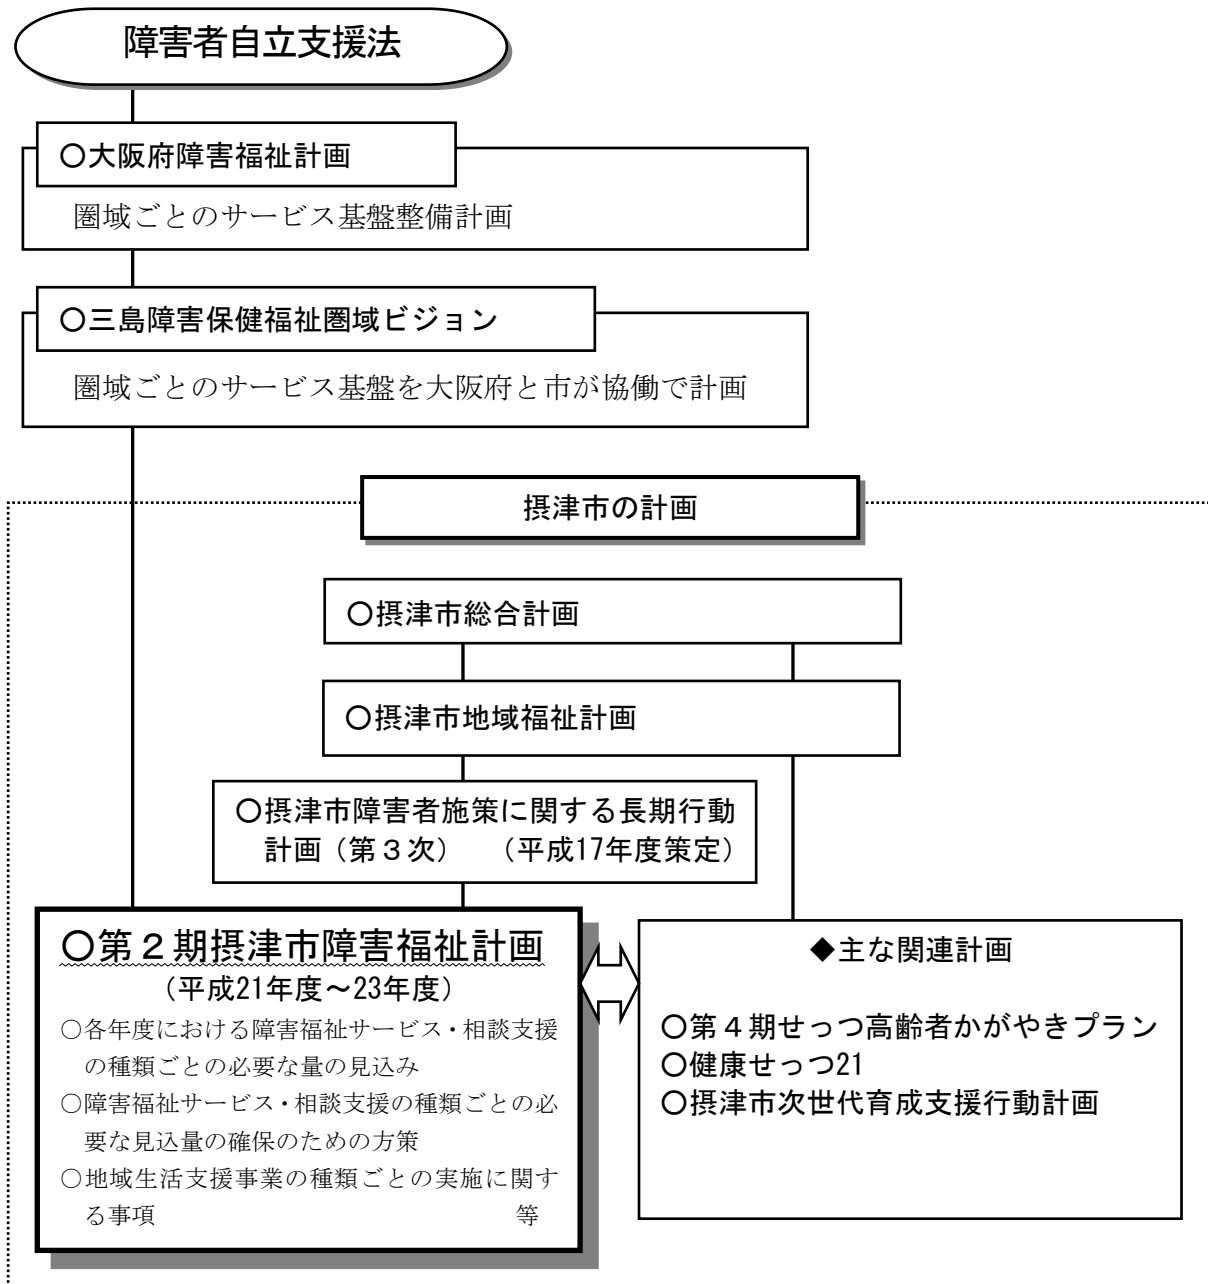 障害者自立支援法
〇大阪府障害福祉計画
圏域ごとのサービス基盤整備計画
〇三島障害保健福祉圏域ビジョン
圏域ごとのサービス基盤を大阪府と市が協働で計画
摂津市の計画
〇摂津市総合計画
〇摂津市地域福祉計画
〇摂津市障害者施策に関する長期行動
計画（第３次）　（平成17年度策定）
〇第２期摂津市障害福祉計画
（平成21年度～23年度）
○各年度における障害福祉サービス・相談支援
の種類ごとの必要な量の見込み
○障害福祉サービス・相談支援の種類ごとの必
要な見込量の確保のための方策
○地域生活支援事業の種類ごとの実施に関す
る事項　等
◆主な関連計画
〇第４期せっつ高齢者かがやきプラン
〇健康せっつ21
〇摂津市次世代育成支援行動計画